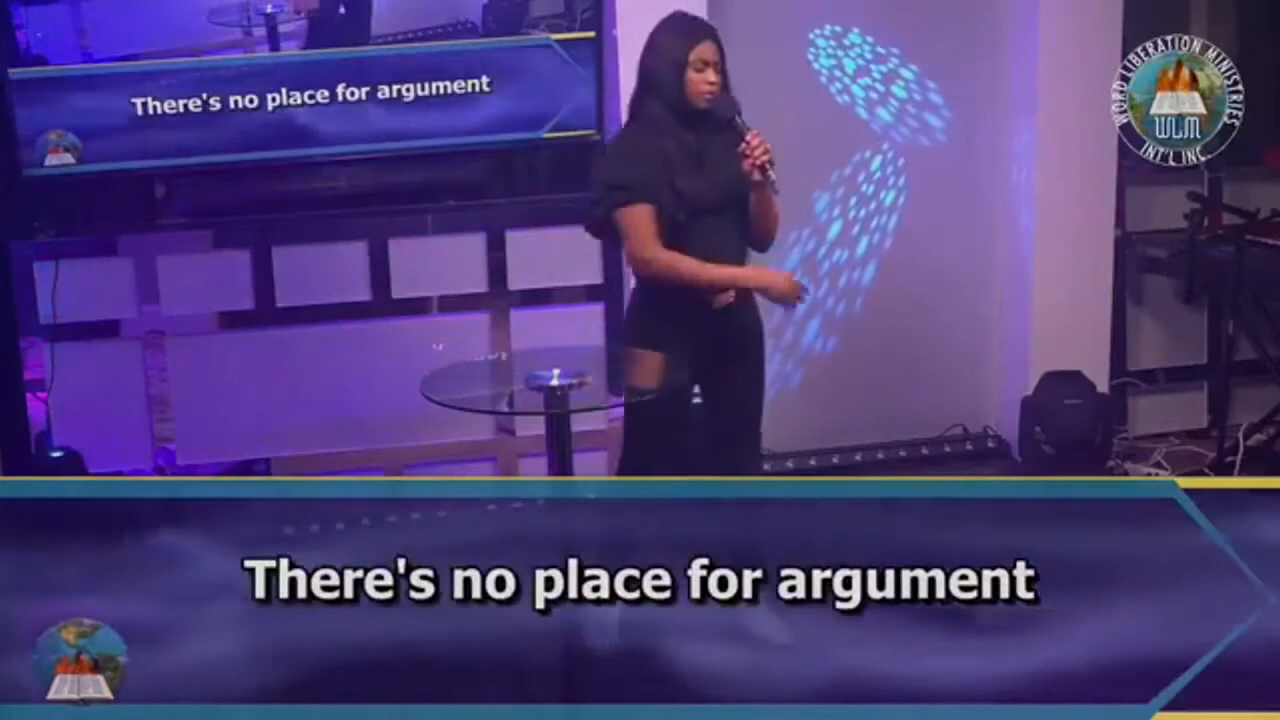 There's no place for argument
WORD LIBERATION MINISTRIES
WLM
INT'L INC.
There's no place for argument